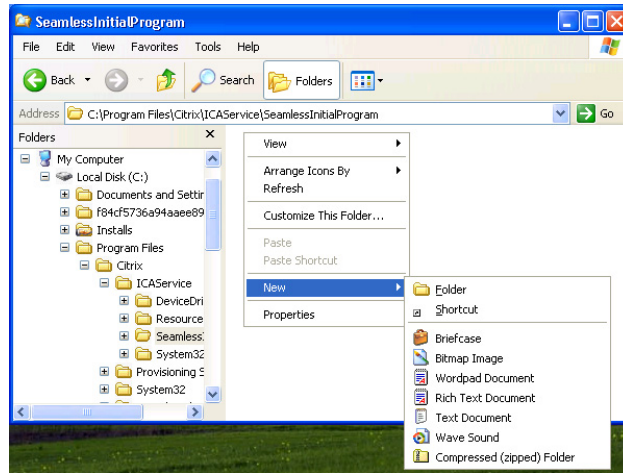 SeamlessInitialProgram
File Edit View Favorites Tools Help
Back Search Folders
Address C:\Program Files\Citrix\ICAService\SeamlessInitialProgram Go
Folders
My Computer
Local Disk (C:)
Documents and Settir
f84cf5736a94aaee89
Installs
Program Files
Citrix
ICAService
DeviceDri
Resource
Seamless
System32
Provisioning S
System32
View
Arrange Icons By
Refresh
Customize This Folder...
Paste
Paste Shortcut
New
Properties
Folder
Shortcut
Briefcase
Bitmap Image
Wordpad Document
Rich Text Document
Text Document
Wave Sound
Compressed (zipped) Folder